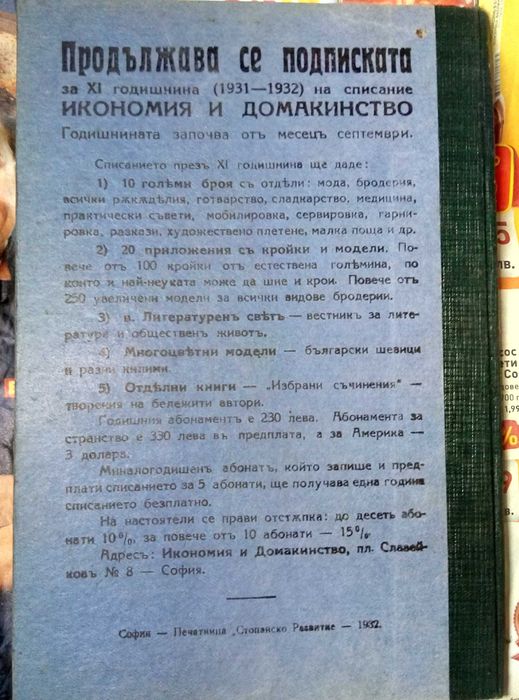 Продължава се подписката
за XI годишнина (1931—1932) на списание
ИКОНОМИЯ И ДОМАКИНСТВО
Годишнината започва отъ месецъ септември.
Списанието презъ XI годишнина ще даде:
1) 10 голѣми броя съ отдѣли: мода, бродерия,
всички рѫкждѣлия, готварство, сладкарство, медицина,
практически съвети, мобилировка, сервировка, гарни-
ровка, разкази, художествено плетене, малка поща и др.
2) 20 приложения съ кройки и модели. По-
вече отъ 100 кройки отъ естествена голѣмина, по
които и най-неуката може да шие и крои. Повече отъ
250 увеличени модели за всички видове бродерии.
3) в. Литературенъ свѣтъ — вестникъ за лите-
ратура и общественъ животъ.
4) Многоцвѣтни модели — български шевици
и разни килими.
5) Отдѣлни книги — „Избрани съчинения" —
творения на бележити автори.
Годишния абонаментъ е 230 лева. Абонамента за
странство е 330 лева въ предплата, а за Америка —
3 долара.
Миналогодишенъ абонатъ, който запише и пред-
плати списанието за 5 абонати, ще получава една година
списанието безплатно.
На настоятели се прави отстѫпка: до десеть або-
нати 10%, за повече отъ 10 абонати — 15%.
Адресъ: Икономия и Домакинство, пл. Славей-
ковъ № 8 — София.
София — Печатница „Стопанско Развитие — 1932.